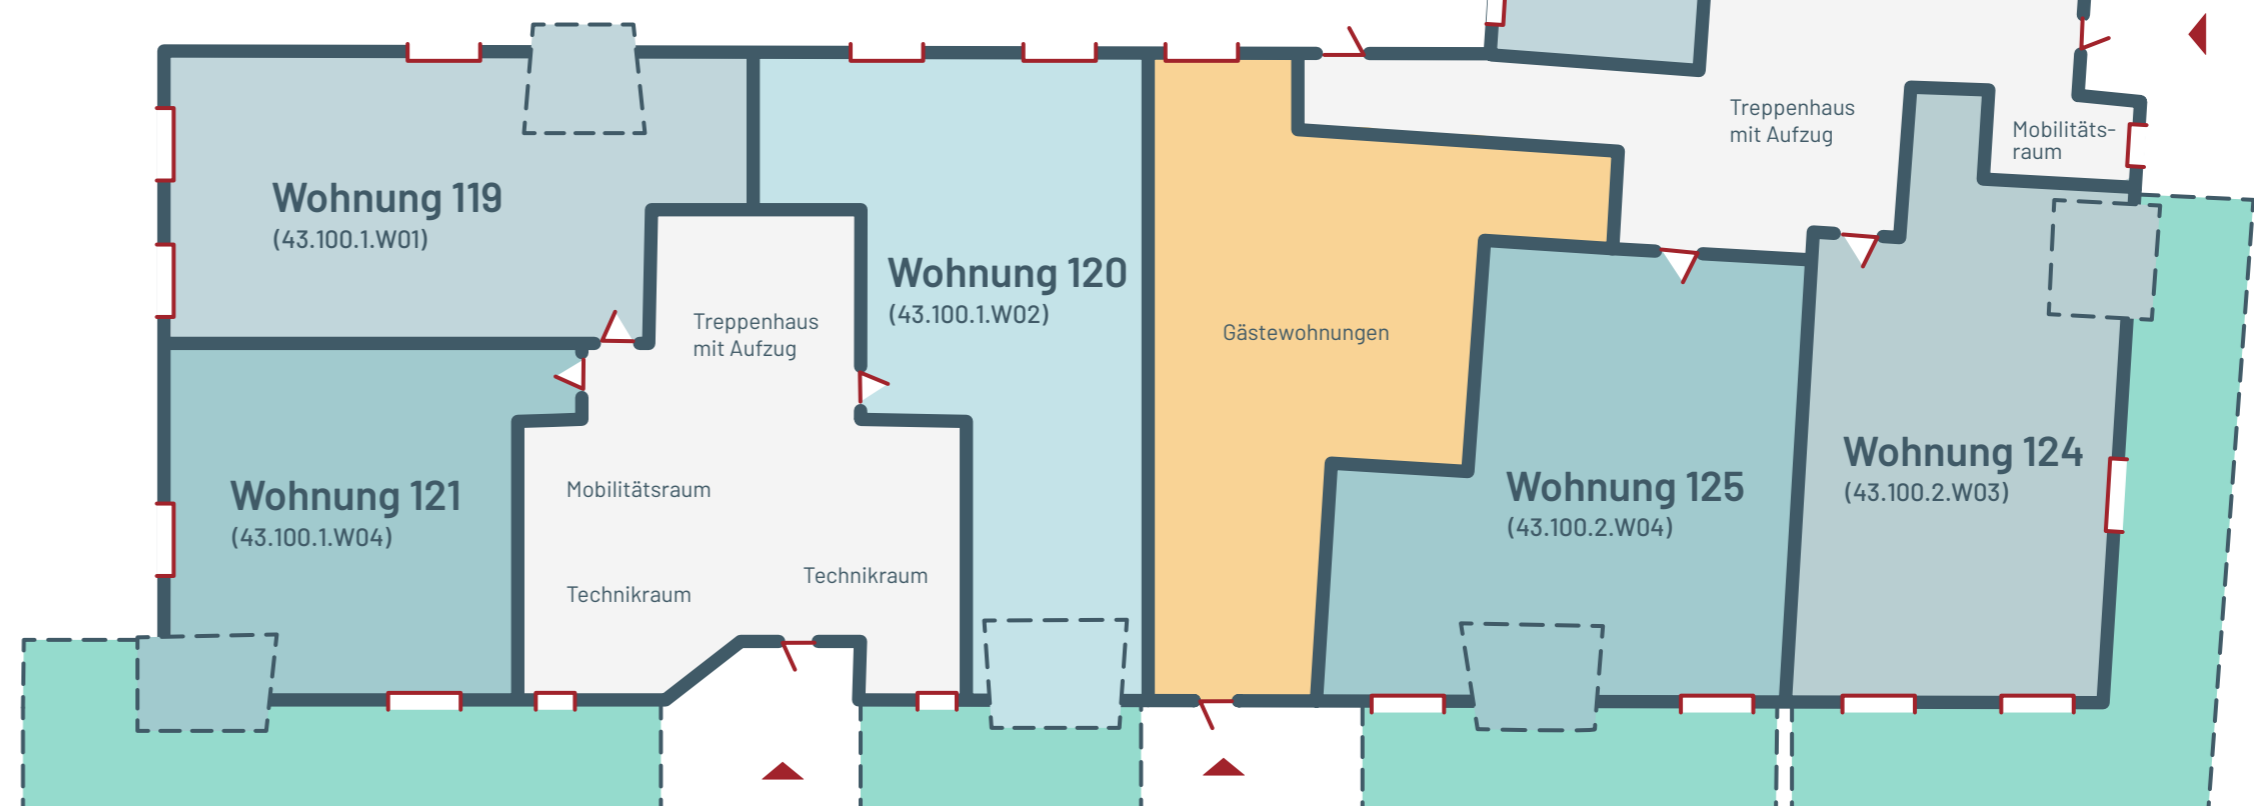 Wohnung 119
(43.100.1.W01)
Wohnung 120
(43.100.1.W02)
Treppenhaus
mit Aufzug
Wohnung 121
(43.100.1.W04)
Mobilitätsraum
Technikraum
Technikraum
Gästewohnungen
Treppenhaus
mit Aufzug
Mobilitäts-
raum
Wohnung 125
(43.100.2.W04)
Wohnung 124
(43.100.2.W03)